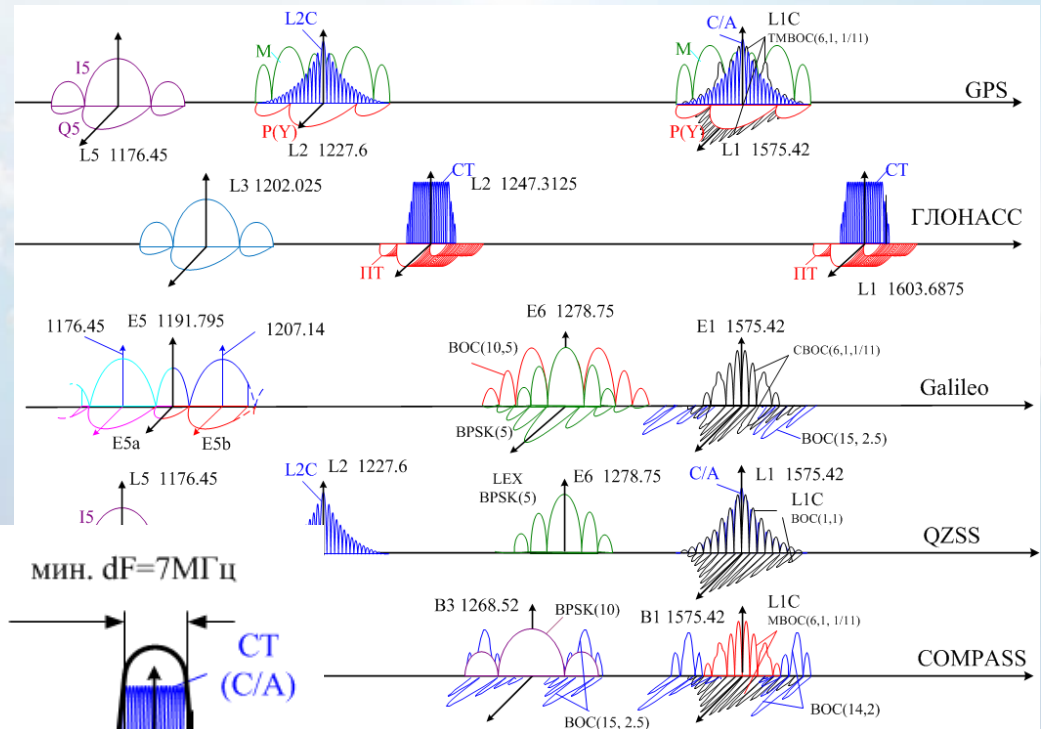 L2C
C/A
L1C
TMBOC(6,1, 1/11)
M
M
I5
GPS
Q5
P(Y)
P(Y)
L5 1176.45
L2 1227.6
L1 1575.42
СТ
СТ
L3 1202.025
L2 1247.3125
ГЛОНАСС
ПТ
ПТ
L1 1603.6875
1176.45
E5 1191.795
1207.14
E6 1278.75
E1 1575.42
BOC(10,5)
CBOC(6,1,1/11)
Galileo
E5a
E5b
BPSK(5)
BOC(15, 2.5)
L5 1176.45
L2C
L2 1227.6
LEX
BPSK(5)
E6 1278.75
C/A
L1 1575.42
L1C
BOC(1,1)
I5
QZSS
мин. dF=7МГц
B3 1268.52
BPSK(10)
B1 1575.42
L1C
MBOC(6,1, 1/11)
СТ
(C/A)
COMPASS
BOC(15, 2.5)
BOC(14,2)